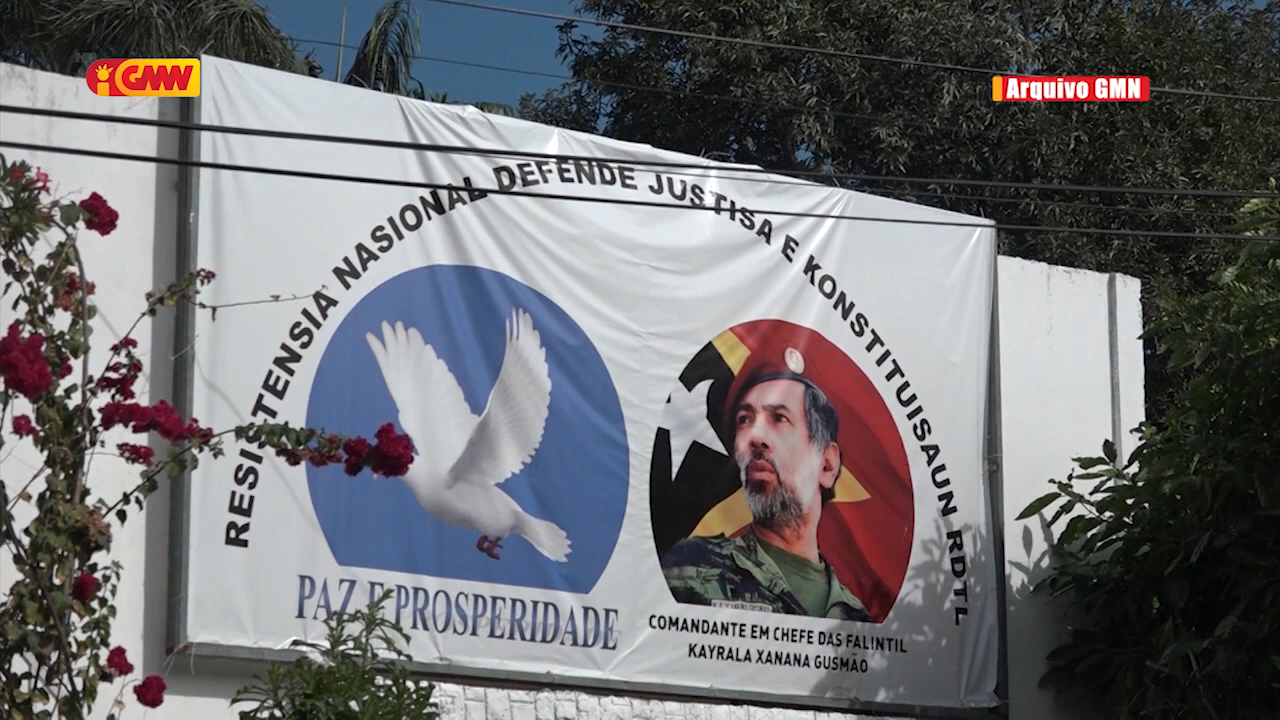 GMN
Arquivo GMN
RESISTENSIA NASIONAL DEFENDE JUSTISA E KONSTITUISAUN RDTL
PAZ E PROSPERIDADE
COMANDANTE EM CHEFE DAS FALINTIL
KAYRALA XANANA GUSMÃO